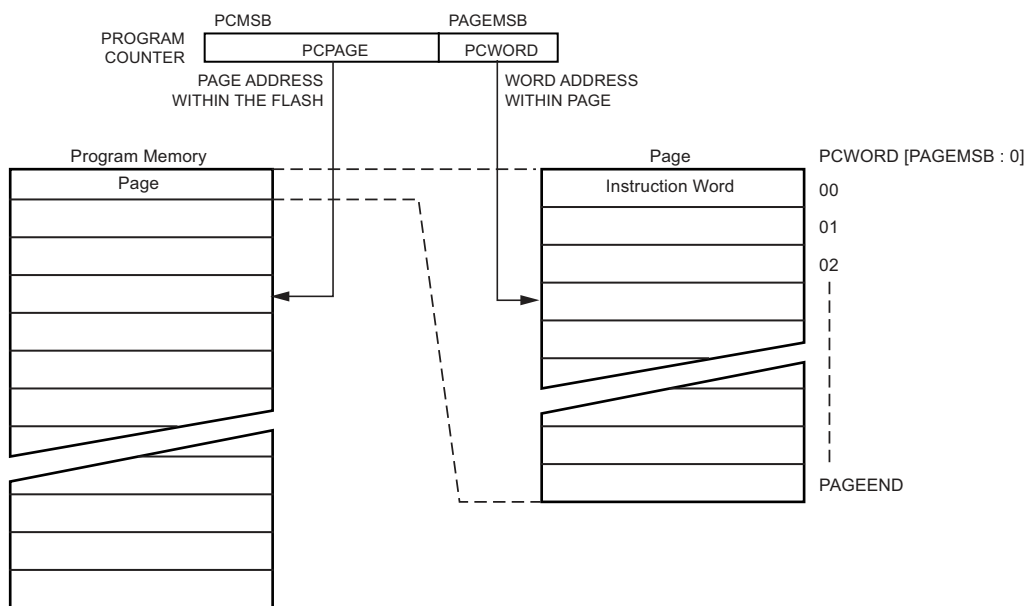 PCMSB PAGEMSB
PROGRAM
COUNTER
PCPAGE PCWORD
PAGE ADDRESS
WITHIN THE FLASH
WORD ADDRESS
WITHIN PAGE
Program Memory
Page
Page
PCWORD [PAGEMSB : 0]
Instruction Word
00
01
02
PAGEEND